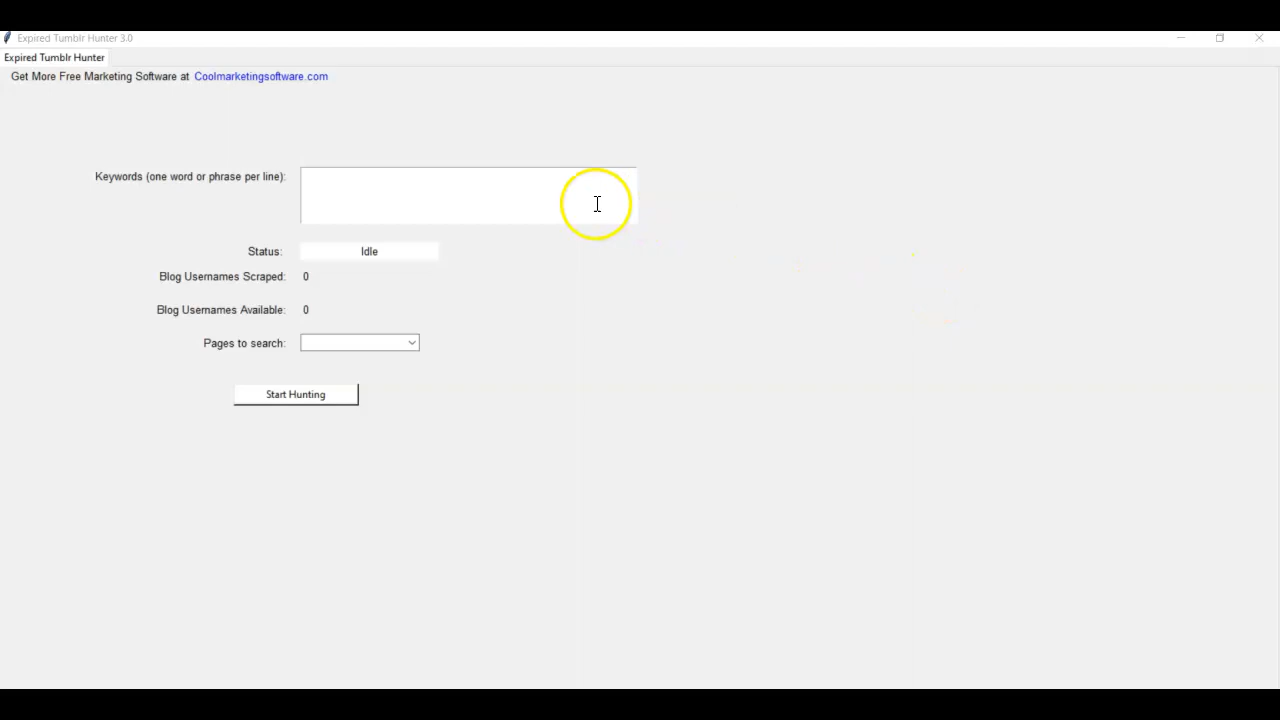 Expired Tumblr Hunter 3.0
Expired Tumblr Hunter
Get More Free Marketing Software at Coolmarketingsoftware.com
Keywords (one word or phrase per line):
Status: Idle
Blog Usernames Scraped: 0
Blog Usernames Available: 0
Pages to search:
Start Hunting